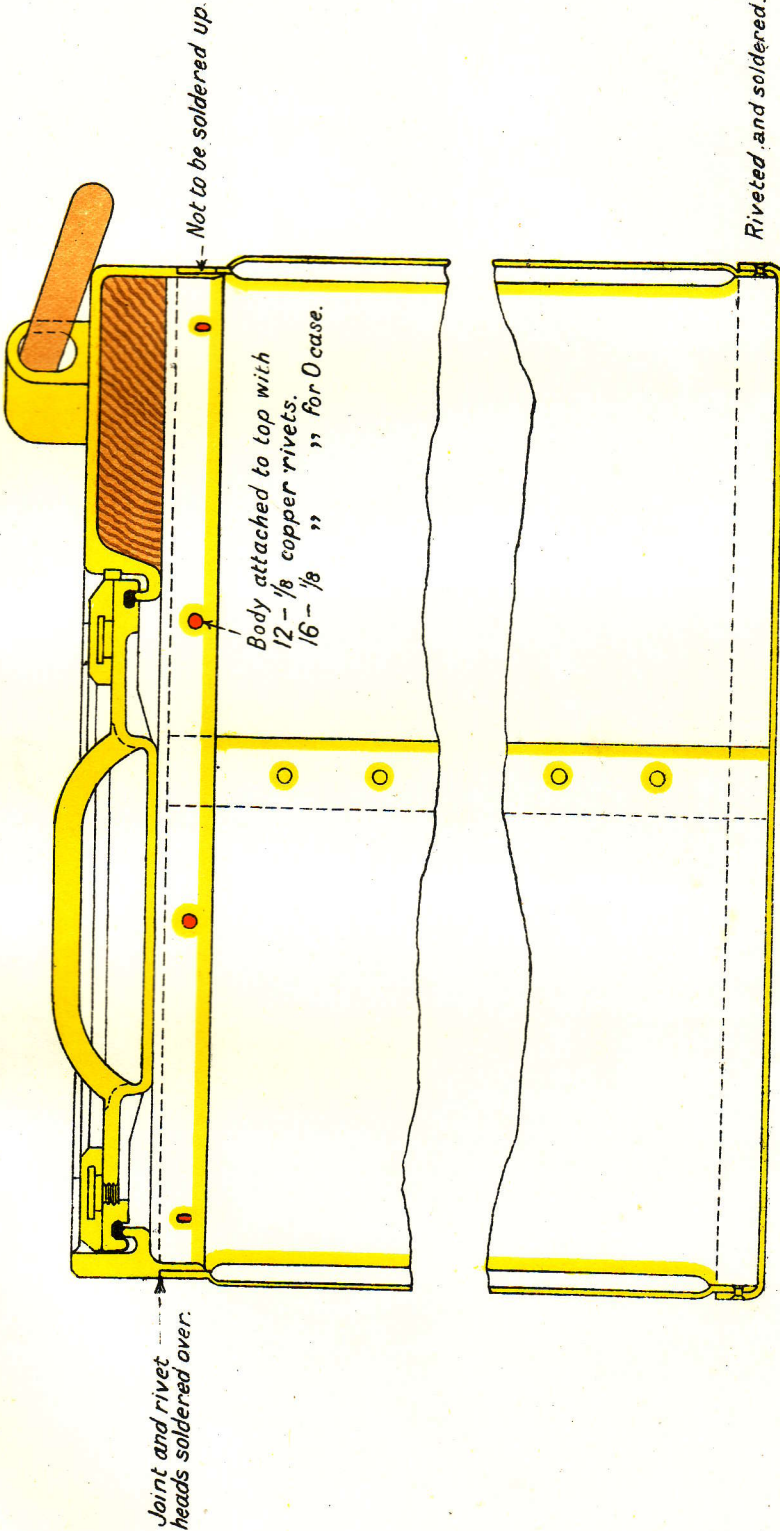 Joint and rivet
heads soldered over.
Body attached to top with
12 - 1/8 copper rivets.
16 - 1/8 „ „ for D case.
Not to be soldered up.
Riveted and soldered.